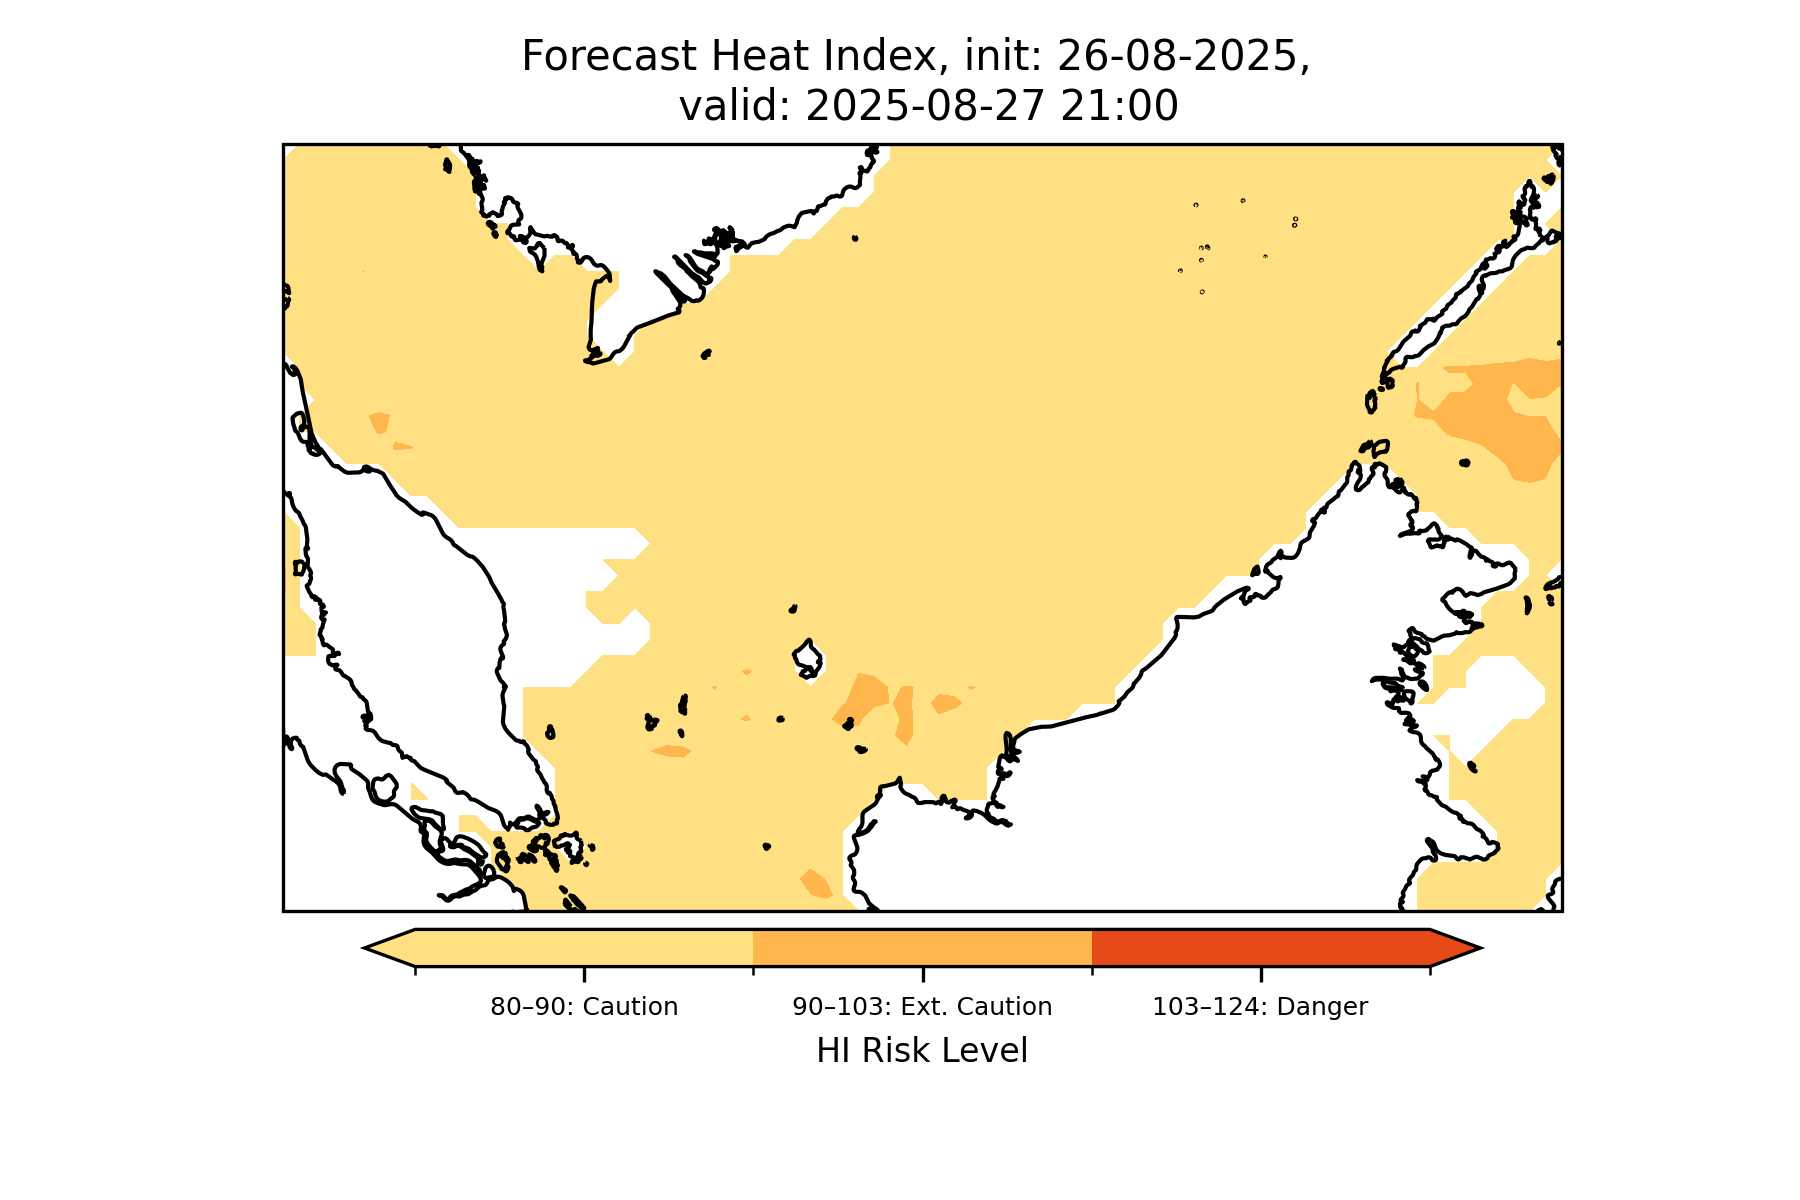 Forecast Heat Index, init: 26-08-2025,
valid: 2025-08-27 21:00
80–90: Caution
90–103: Ext. Caution
103–124: Danger
HI Risk Level